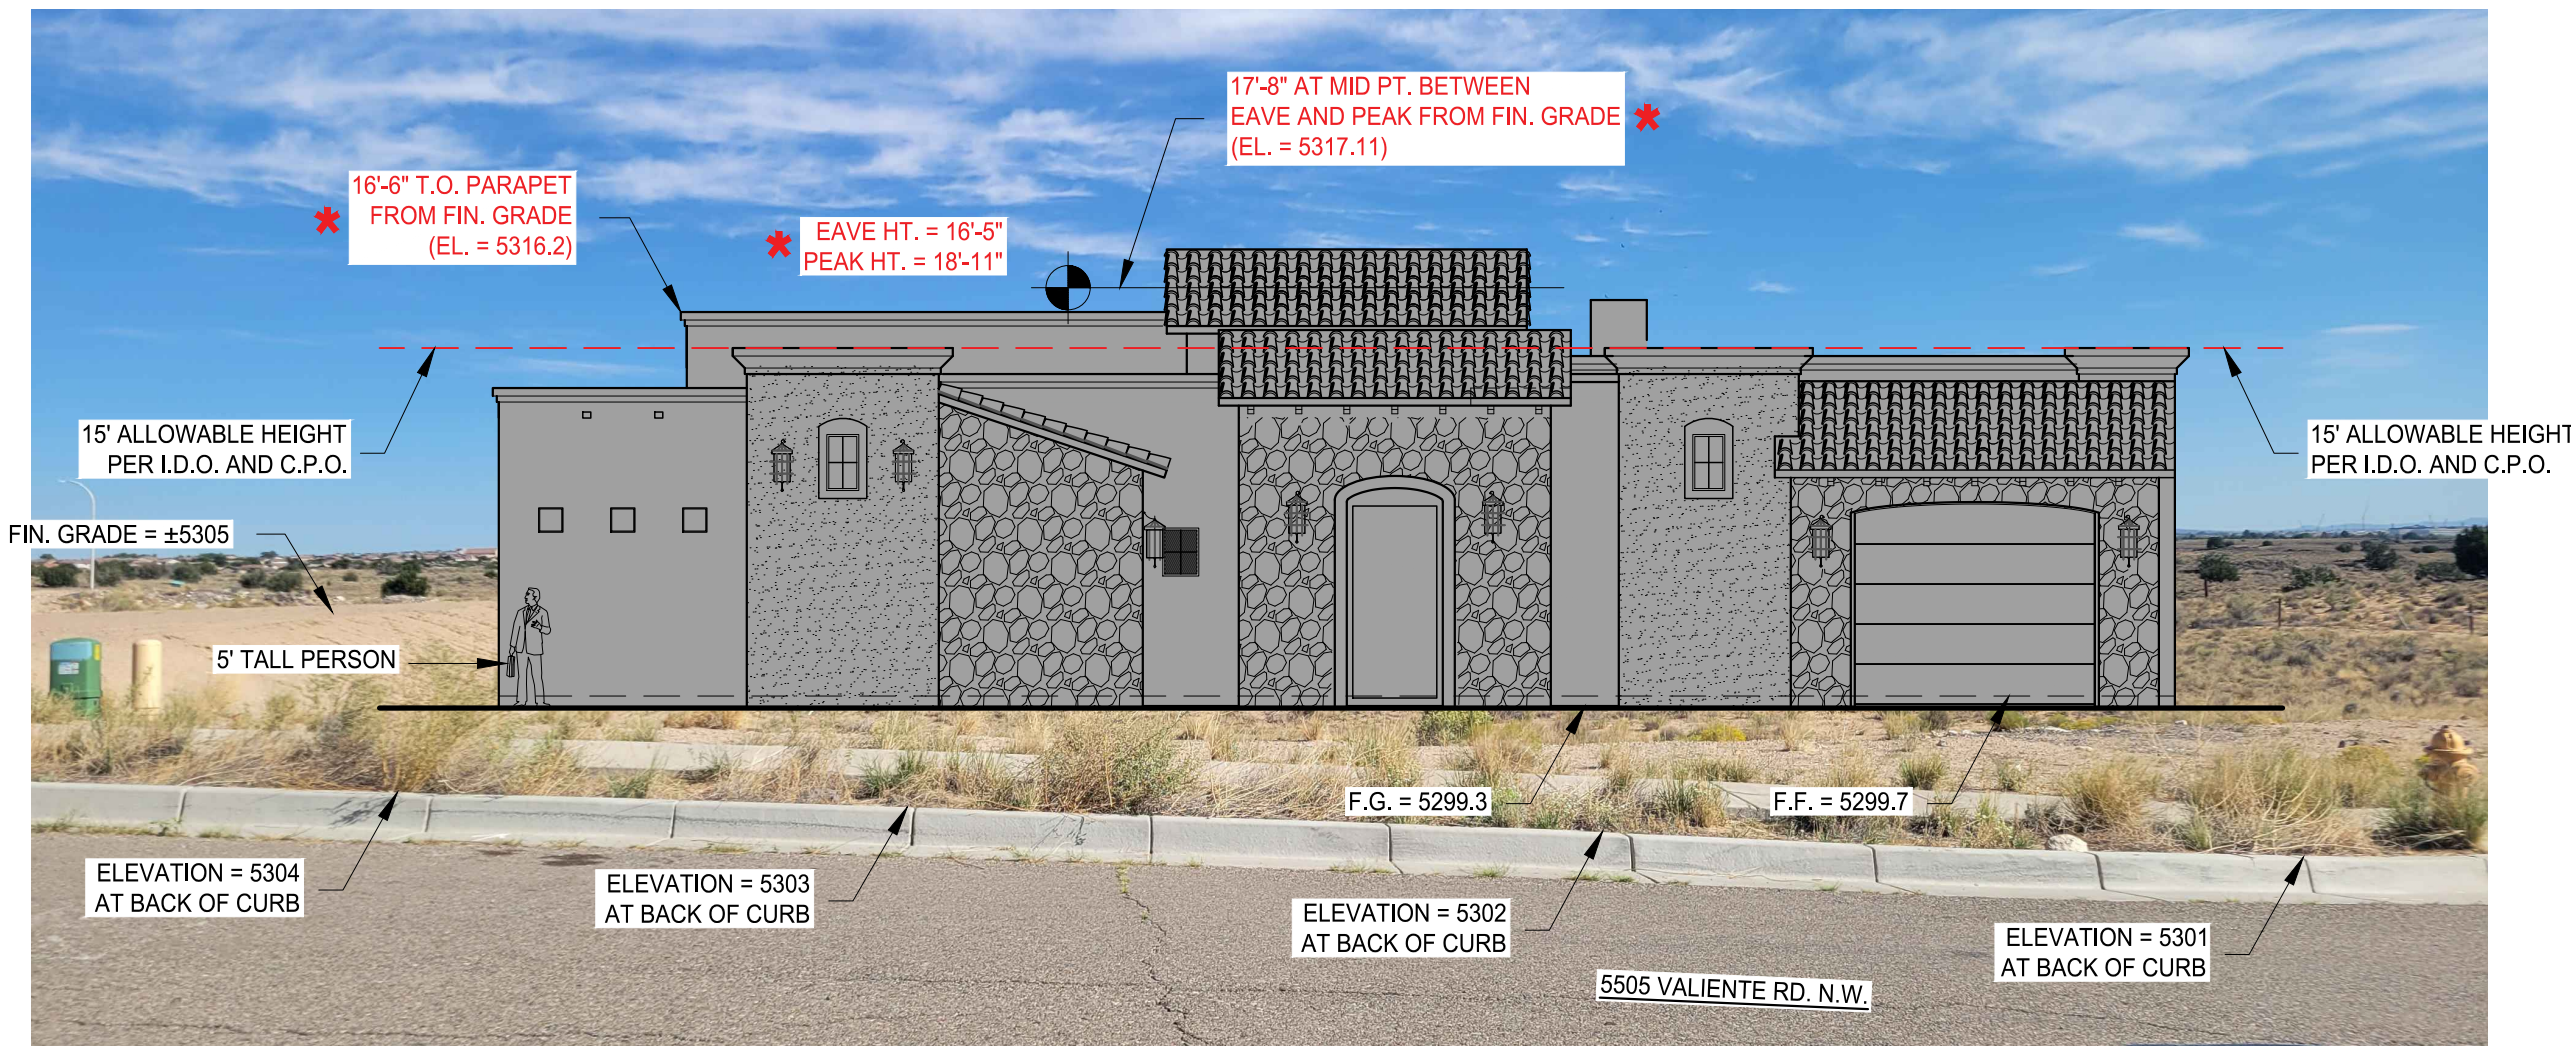 17'-8" AT MID PT. BETWEEN
EAVE AND PEAK FROM FIN. GRADE *
(EL. = 5317.11)
16'-6" T.O. PARAPET
* FROM FIN. GRADE
(EL. = 5316.2)
* EAVE HT. = 16'-5"
PEAK HT. = 18'-11"
15' ALLOWABLE HEIGHT
PER I.D.O. AND C.P.O.
15' ALLOWABLE HEIGHT
PER I.D.O. AND C.P.O.
FIN. GRADE = ±5305
5' TALL PERSON
F.G. = 5299.3
F.F. = 5299.7
ELEVATION = 5304
AT BACK OF CURB
ELEVATION = 5303
AT BACK OF CURB
ELEVATION = 5302
AT BACK OF CURB
ELEVATION = 5301
AT BACK OF CURB
5505 VALIENTE RD. N.W.